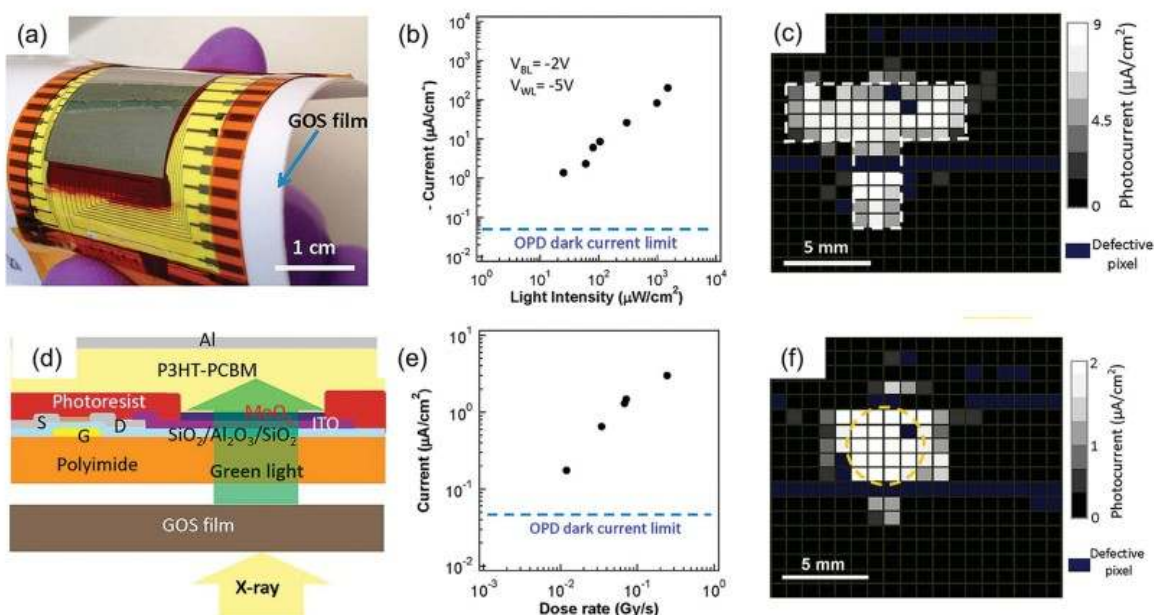 (a)
GOS film
1 cm
(b)
V_BL= -2V
V_WL= -5V
OPD dark current limit
- Current (µA/cm²)
10⁴
10³
10²
10¹
10⁰
10⁻¹
10⁻²
10⁰ 10¹ 10² 10³ 10⁴
Light Intensity (µW/cm²)
(c)
5 mm
9
4.5
0
Photocurrent (µA/cm²)
Defective
pixel
(d)
Al
P3HT-PCBM
Photoresist
MoOₓ
S
D
ITO
G
SiO₂/Al₂O₃/SiO₂
Polyimide
Green light
GOS film
X-ray
(e)
OPD dark current limit
Current (µA/cm²)
10¹
10⁰
10⁻¹
10⁻²
10⁻³ 10⁻² 10⁻¹ 10⁰
Dose rate (Gy/s)
(f)
5 mm
2
1
0
Photocurrent (µA/cm²)
Defective
pixel